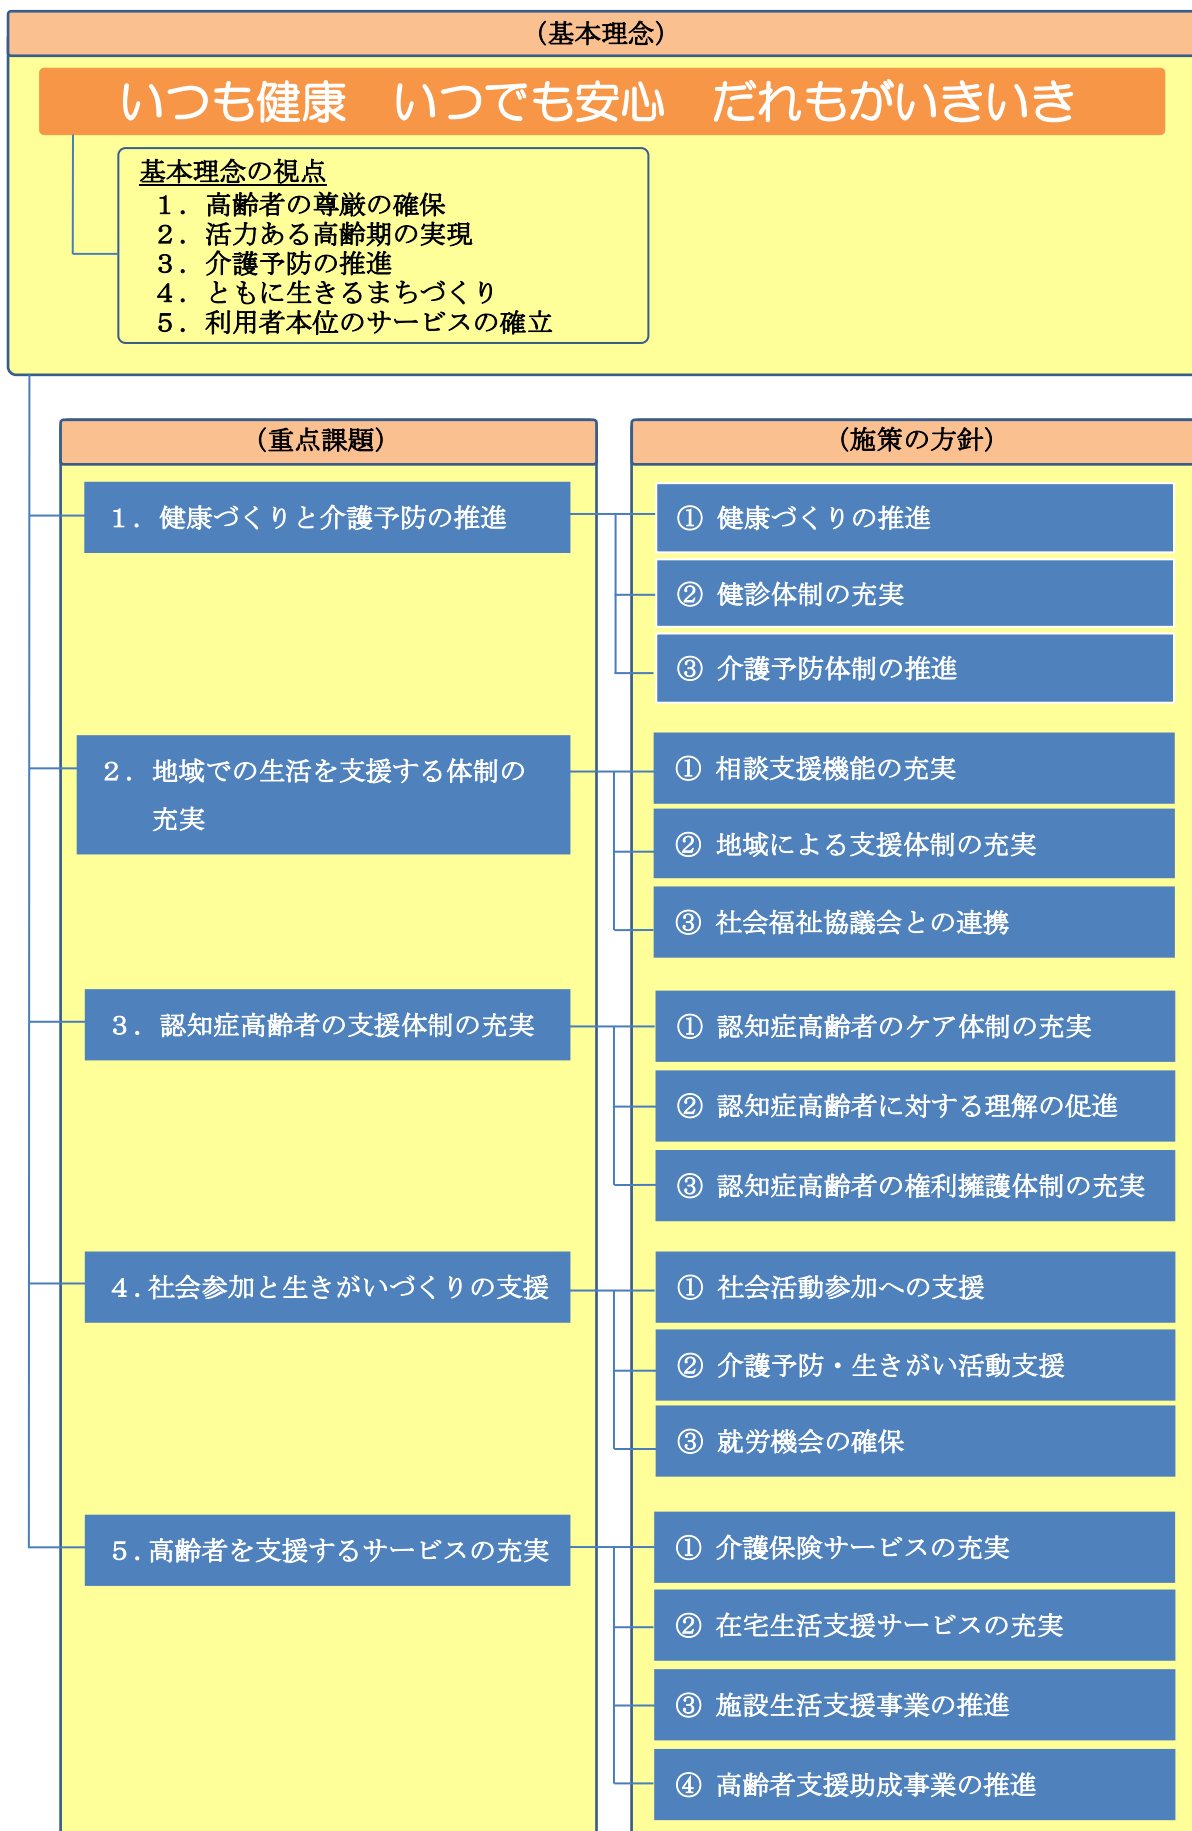 （基本理念）
いつも健康　いつでも安心　だれもがいきいき
基本理念の視点
１．高齢者の尊厳の確保
２．活力ある高齢期の実現
３．介護予防の推進
４．ともに生きるまちづくり
５．利用者本位のサービスの確立
（重点課題）
（施策の方針）
１．健康づくりと介護予防の推進
① 健康づくりの推進
② 健診体制の充実
③ 介護予防体制の推進
２．地域での生活を支援する体制の
充実
① 相談支援機能の充実
② 地域による支援体制の充実
③ 社会福祉協議会との連携
３．認知症高齢者の支援体制の充実
① 認知症高齢者のケア体制の充実
② 認知症高齢者に対する理解の促進
③ 認知症高齢者の権利擁護体制の充実
４.社会参加と生きがいづくりの支援
① 社会活動参加への支援
② 介護予防・生きがい活動支援
③ 就労機会の確保
５.高齢者を支援するサービスの充実
① 介護保険サービスの充実
② 在宅生活支援サービスの充実
③ 施設生活支援事業の推進
④ 高齢者支援助成事業の推進